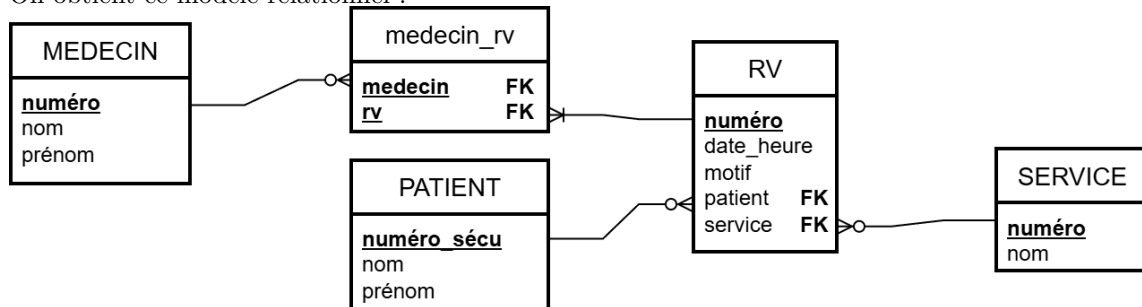 On obtient ce modèle relationnel :
MEDECIN
numéro
nom
prénom
medecin_rv
medecin FK
rv FK
PATIENT
numéro_sécu
nom
prénom
RV
numéro
date_heure
motif
patient FK
service FK
SERVICE
numéro
nom